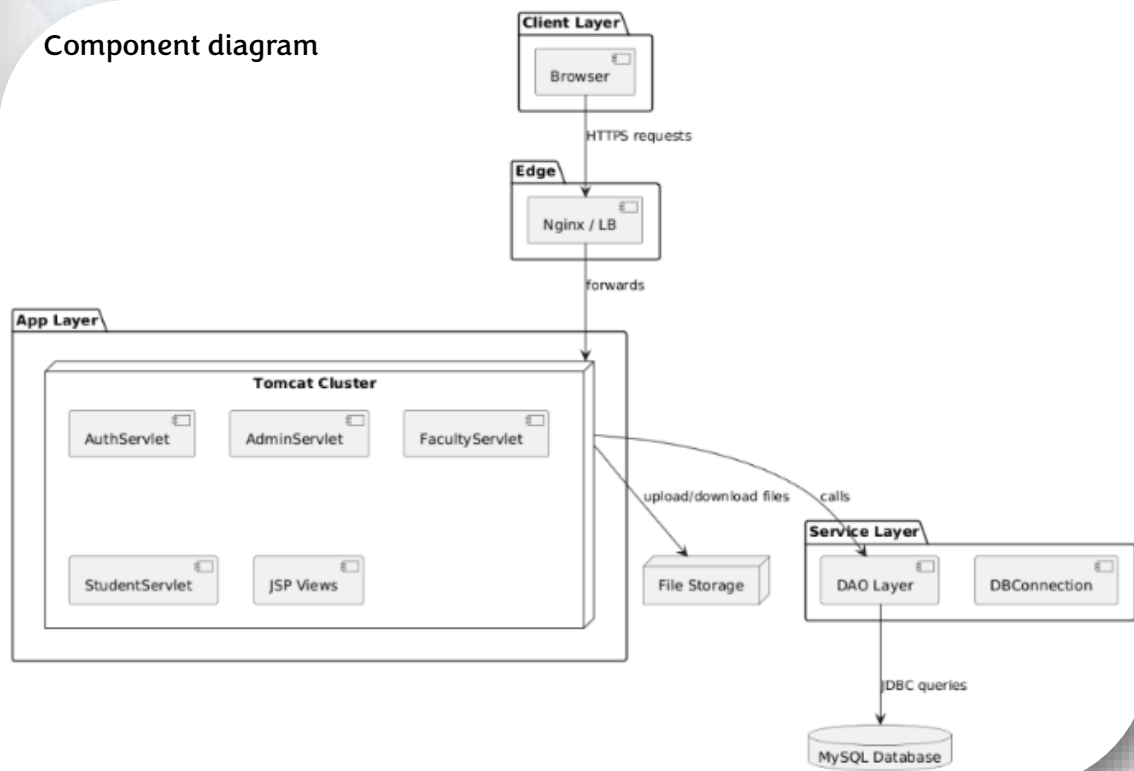 Component diagram
Client Layer
Browser
HTTPS requests
Edge
Nginx / LB
forwards
App Layer
Tomcat Cluster
AuthServlet
AdminServlet
FacultyServlet
StudentServlet
JSP Views
upload/download files
calls
File Storage
Service Layer
DAO Layer
DBConnection
JDBC queries
MySQL Database